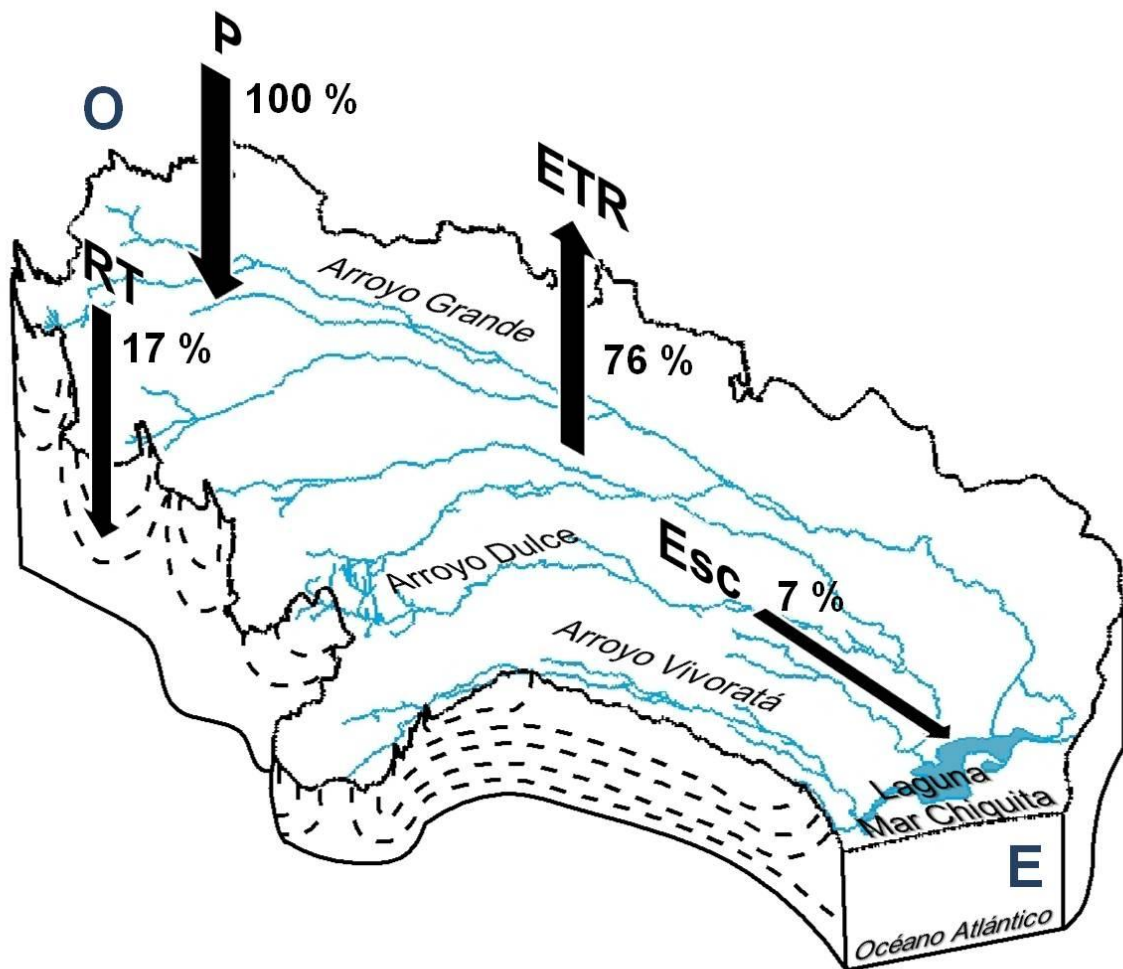 P
100 %
O
ETR
RT
Arroyo Grande
17 %
76 %
Arroyo Dulce
Esc
7 %
Arroyo Vivoratá
Laguna
Mar Chiquita
E
Océano Atlántico